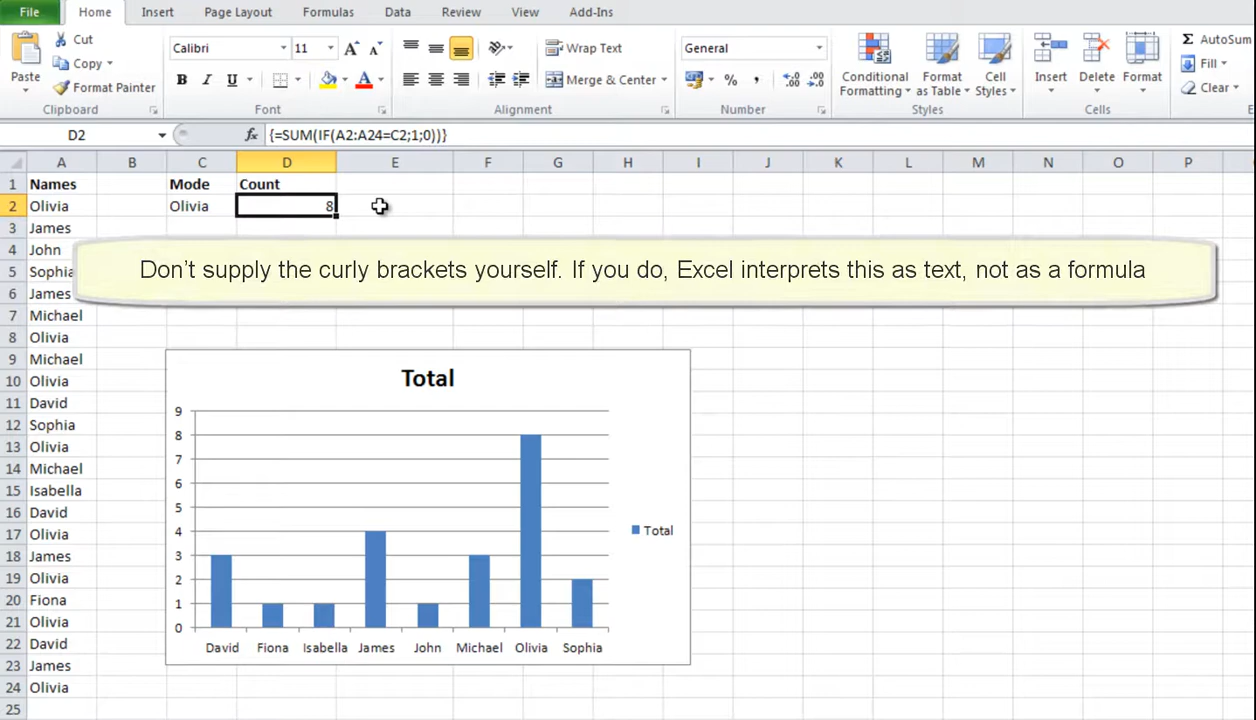 File Home Insert Page Layout Formulas Data Review View Add-Ins
Paste
Cut
Copy
Format Painter
Clipboard
Calibri 11 A A
B I U A
Font
Wrap Text
Merge & Center
Alignment
General
% ,
Number
Conditional Formatting
Format as Table
Cell Styles
Styles
Insert Delete Format
Cells
Σ AutoSum
Fill
Clear
D2 fx {=SUM(IF(A2:A24=C2;1;0))}
A B C D E F G H I J K L M N O P
1 Names Mode Count
2 Olivia Olivia 8
3 James
4 John
5 Sophia
6 James
Don't supply the curly brackets yourself. If you do, Excel interprets this as text, not as a formula
7 Michael
8 Olivia
9 Michael
10 Olivia
11 David
12 Sophia
13 Olivia
14 Michael
15 Isabella
16 David
17 Olivia
18 James
19 Olivia
20 Fiona
21 Olivia
22 David
23 James
24 Olivia
25
Total
9
8
7
6
5
4
3
2
1
0
David Fiona Isabella James John Michael Olivia Sophia
Total